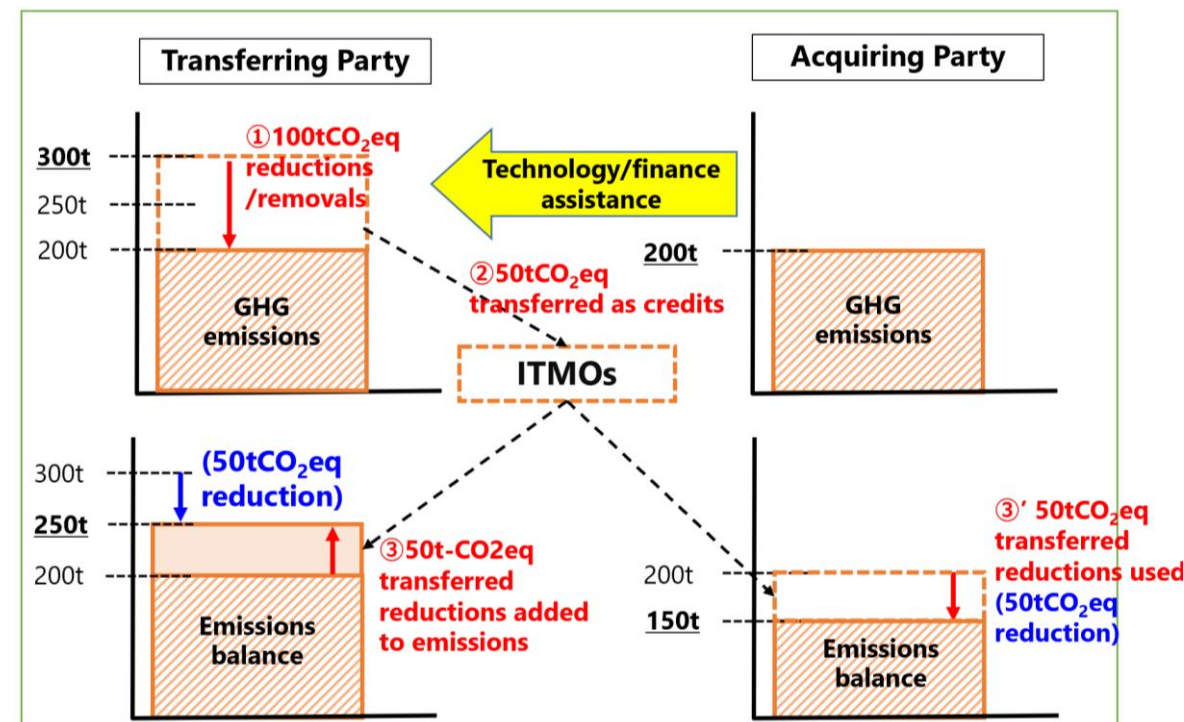 Transferring Party
Acquiring Party
300t
250t
200t
①100tCO₂eq
reductions
/removals
GHG
emissions
Technology/finance
assistance
②50tCO₂eq
transferred as credits
ITMOs
200t
GHG
emissions
300t
250t
200t
(50tCO₂eq
reduction)
③50t-CO2eq
transferred
reductions added
to emissions
Emissions
balance
200t
150t
③’ 50tCO₂eq
transferred
reductions used
(50tCO₂eq
reduction)
Emissions
balance